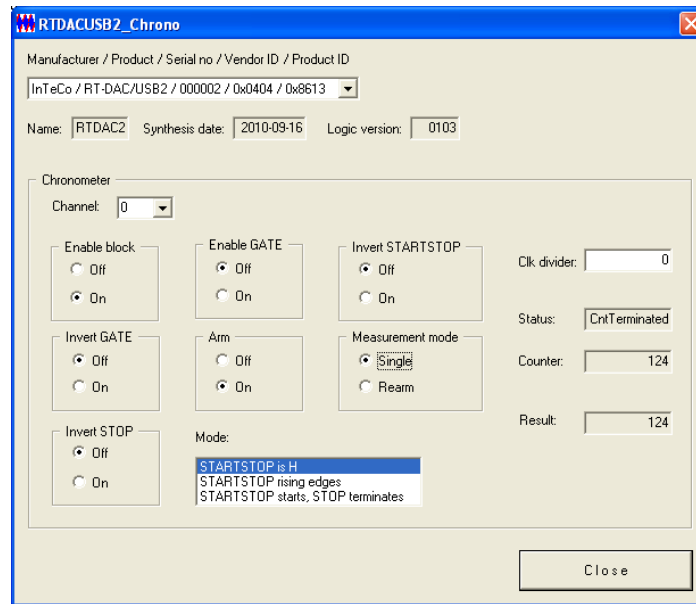 RTDACUSB2_Chrono
Manufacturer / Product / Serial no / Vendor ID / Product ID
InTeCo / RT-DAC/USB2 / 000002 / 0x0404 / 0x8613
Name: RTDAC2 Synthesis date: 2010-09-16 Logic version: 0103
Chronometer
Channel: 0
Enable block
Off
On
Enable GATE
Off
On
Invert STARTSTOP
Off
On
Clk divider: 0
Invert GATE
Off
On
Arm
Off
On
Measurement mode
Single
Rearm
Status: CntTerminated
Counter: 124
Result: 124
Invert STOP
Off
On
Mode:
STARTSTOP is H
STARTSTOP rising edges
STARTSTOP starts, STOP terminates
Close